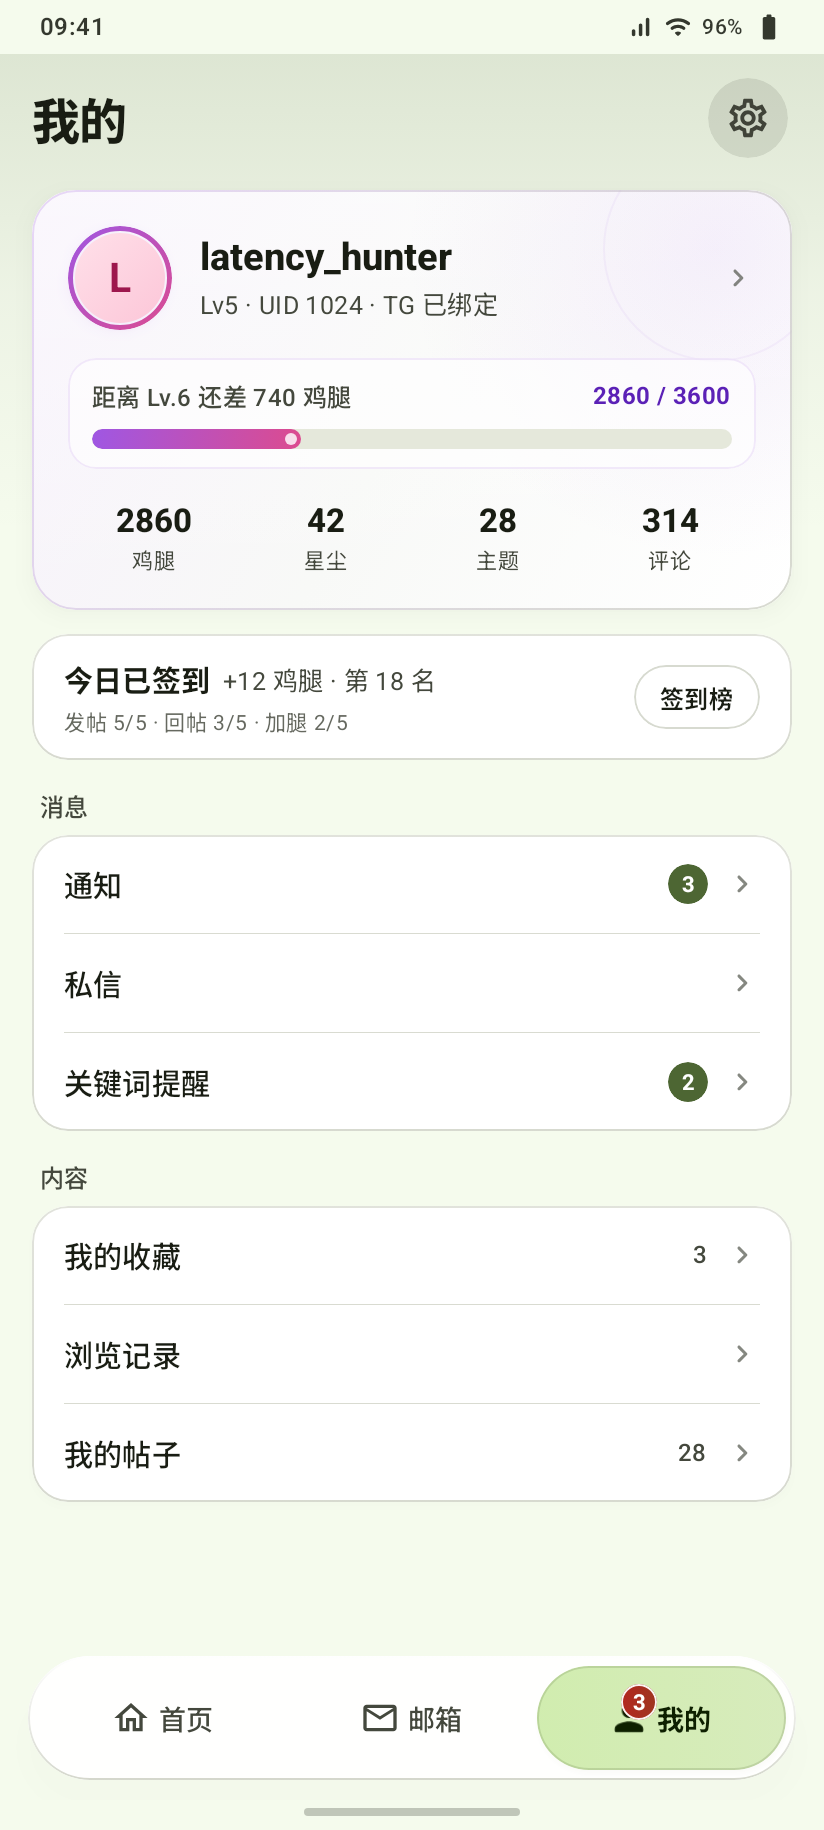 09:41
96%
我的
L
latency_hunter
Lv5 · UID 1024 · TG 已绑定
距离 Lv.6 还差 740 鸡腿
2860 / 3600
2860 42 28 314
鸡腿 星尘 主题 评论
今日已签到 +12 鸡腿 · 第 18 名
发帖 5/5 · 回帖 3/5 · 加腿 2/5
签到榜
消息
通知 3
私信
关键词提醒 2
内容
我的收藏 3
浏览记录
我的帖子 28
首页 邮箱 3 我的